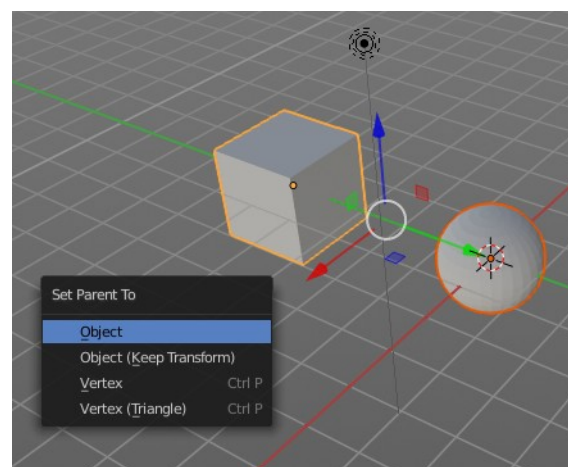 Set Parent To
Object
Object (Keep Transform)
Vertex Ctrl P
Vertex (Triangle) Ctrl P